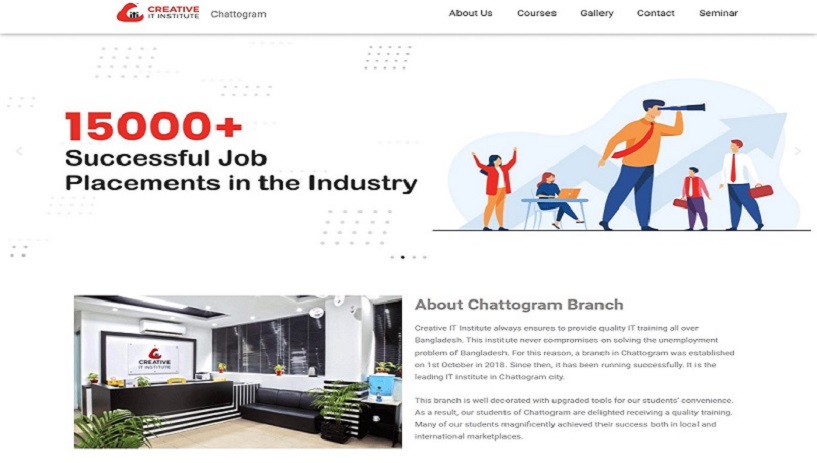 CREATIVE
IT INSTITUTE
Chattogram
About Us
Courses
Gallery
Contact
Seminar
15000+
Successful Job
Placements in the Industry
CREATIVE
IT INSTITUTE
About Chattogram Branch
Creative IT Institute always ensures to provide quality IT training all over
Bangladesh. This institute never compromises on solving the unemployment
problem of Bangladesh. For this reason, a branch in Chattogram was established
on 1st October in 2018. Since then, it has been running successfully. It is the
leading IT institute in Chattogram city.
This branch is well decorated with upgraded tools for our students' convenience.
As a result, our students of Chattogram are delighted receiving a quality training.
Many of our students magnificently achieved their success both in local and
international marketplaces.